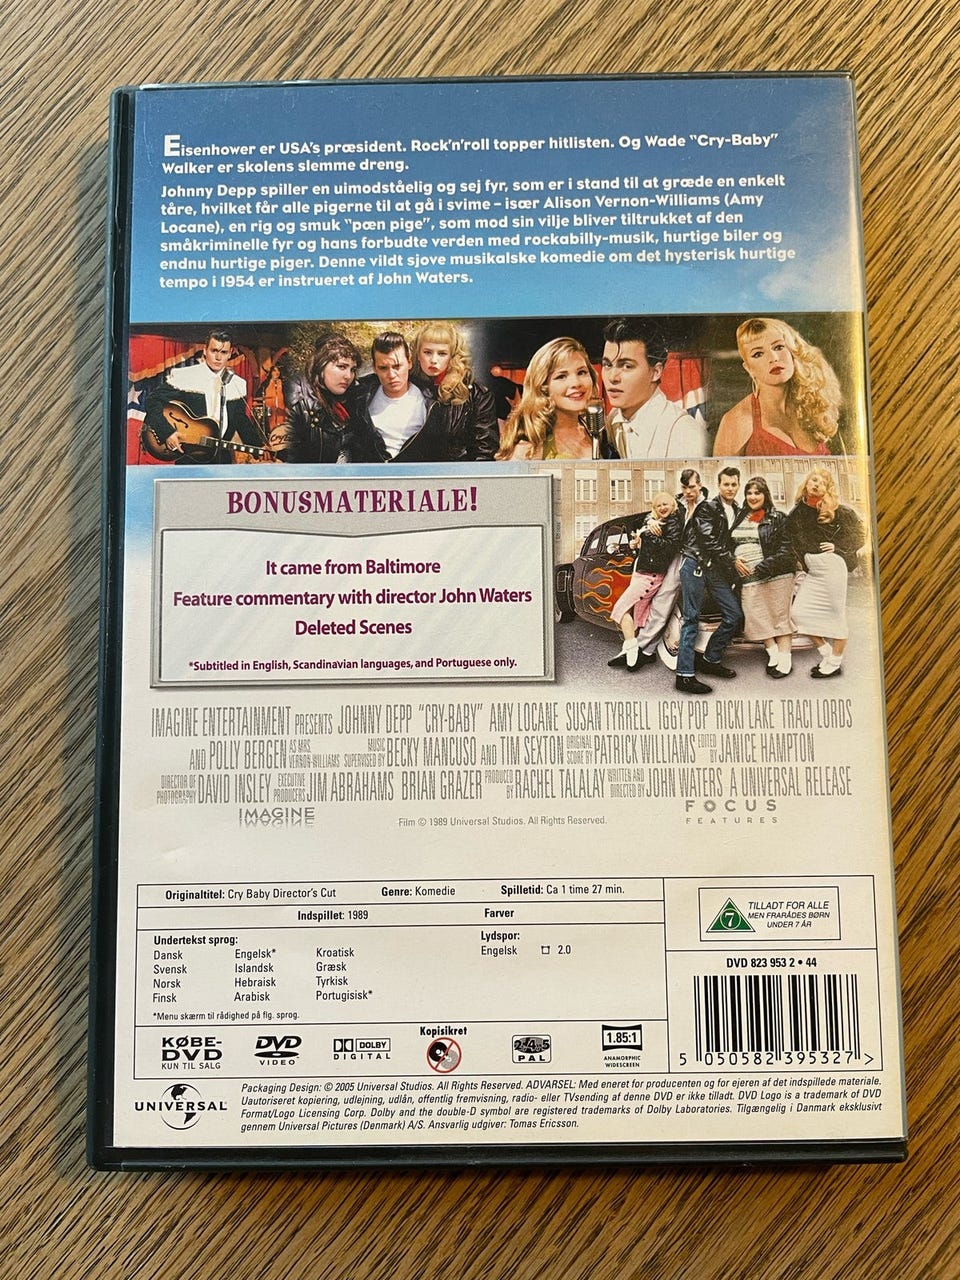 Eisenhower er USA's præsident. Rock'n'roll topper hitlisten. Og Wade "Cry-Baby"
Walker er skolens slemme dreng.
Johnny Depp spiller en uimodståelig og sej fyr, som er i stand til at græde en enkelt
tåre, hvilket får alle pigerne til at gå i svime – især Alison Vernon-Williams (Amy
Locane), en rig og smuk "pæn pige", som mod sin vilje bliver tiltrukket af den
småkriminelle fyr og hans forbudte verden med rockabilly-musik, hurtige biler og
endnu hurtige piger. Denne vildt sjove musikalske komedie om det hysterisk hurtige
tempo i 1954 er instrueret af John Waters.
BONUSMATERIALE!
It came from Baltimore
Feature commentary with director John Waters
Deleted Scenes
*Subtitled in English, Scandinavian languages, and Portuguese only.
IMAGINE ENTERTAINMENT PRESENTS JOHNNY DEPP "CRY-BABY" AMY LOCANE SUSAN TYRRELL IGGY POP RICKI LAKE TRACI LORDS
AND POLLY BERGEN AS MRS. VERNON-WILLIAMS MUSIC SUPERVISED BY BECKY MANCUSO AND TIM SEXTON ORIGINAL SCORE BY PATRICK WILLIAMS EDITED BY JANICE HAMPTON
DIRECTOR OF PHOTOGRAPHY DAVID INSLEY EXECUTIVE PRODUCERS JIM ABRAHAMS BRIAN GRAZER PRODUCED BY RACHEL TALALAY WRITTEN AND DIRECTED BY JOHN WATERS A UNIVERSAL RELEASE
IMAGINE
Film © 1989 Universal Studios. All Rights Reserved.
FOCUS
FEATURES
Originaltitel: Cry Baby Director's Cut Genre: Komedie Spilletid: Ca 1 time 27 min.
Indspillet: 1989 Farver
Undertekst sprog:
Dansk Engelsk* Kroatisk
Svensk Islandsk Græsk
Norsk Hebraisk Tyrkisk
Finsk Arabisk Portugisisk*
*Menu skærm til rådighed på flg. sprog.
Lydspor:
Engelsk 2.0
7
TILLADT FOR ALLE
MEN FRARÅDES BØRN
UNDER 7 ÅR
DVD 823 953 2 • 44
5 050582 395327 >
KØBE-
DVD
KUN TIL SALG
DVD
VIDEO
DOLBY
DIGITAL
Kopisikret
2.4.5
PAL
1.85:1
ANAMORPHIC
WIDESCREEN
UNIVERSAL
Packaging Design: © 2005 Universal Studios. All Rights Reserved. ADVARSEL: Med eneret for producenten og for ejeren af det indspillede materiale.
Uautoriseret kopiering, udlejning, udlån, offentlig fremvisning, radio- eller TVsending af denne DVD er ikke tilladt. DVD Logo is a trademark of DVD
Format/Logo Licensing Corp. Dolby and the double-D symbol are registered trademarks of Dolby Laboratories. Tilgængelig i Danmark eksklusivt
gennem Universal Pictures (Denmark) A/S. Ansvarlig udgiver: Tomas Ericsson.